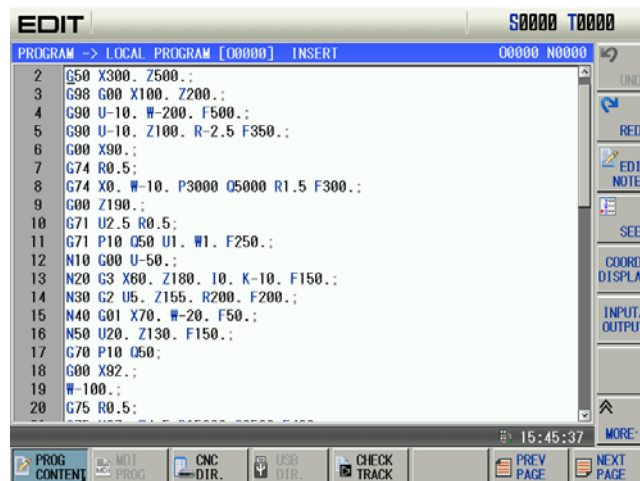 EDIT S0000 T0000
PROGRAM -> LOCAL PROGRAM [O0000] INSERT O0000 N0000
2 G50 X300. Z500.;
3 G98 G00 X100. Z200.;
4 G90 U-10. W-200. F500.;
5 G90 U-10. Z100. R-2.5 F350.;
6 G00 X90.;
7 G74 R0.5;
8 G74 X0. W-10. P3000 Q5000 R1.5 F300.;
9 G00 Z190.;
10 G71 U2.5 R0.5;
11 G71 P10 Q50 U1. W1. F250.;
12 N10 G00 U-50.;
13 N20 G3 X60. Z180. I0. K-10. F150.;
14 N30 G2 U5. Z155. R200. F200.;
15 N40 G01 X70. W-20. F50.;
16 N50 U20. Z130. F150.;
17 G70 P10 Q50;
18 G00 X92.;
19 W-100.;
20 G75 R0.5;
UND
RED
EDI
NOTE
SEE
COORD
DISPLA
INPUT/
OUTPU
MORE
15:45:37
PROG CONTENT
MDI PROG
CNC DIR.
USB DIR.
CHECK TRACK
PREV PAGE
NEXT PAGE